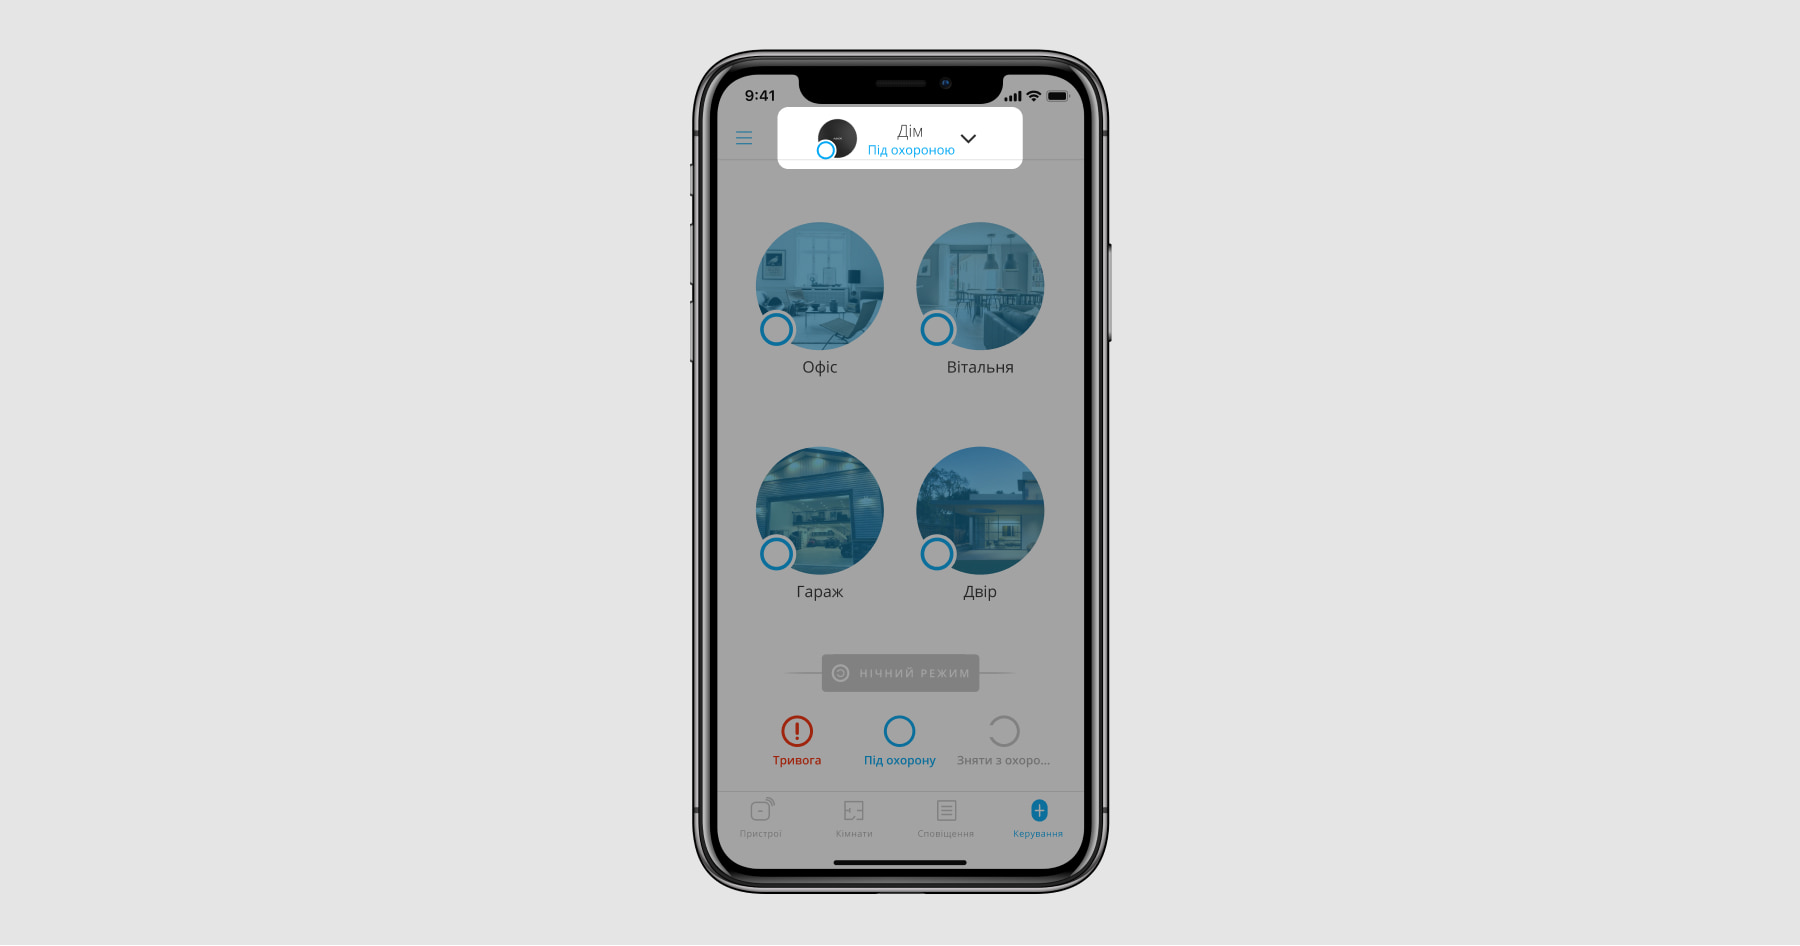 9:41
Дім
Під охороною
Офіс
Вітальня
Гараж
Двір
НІЧНИЙ РЕЖИМ
Тривога
Під охорону
Зняти з охоро...
Пристрої
Кімнати
Сповіщення
Керування